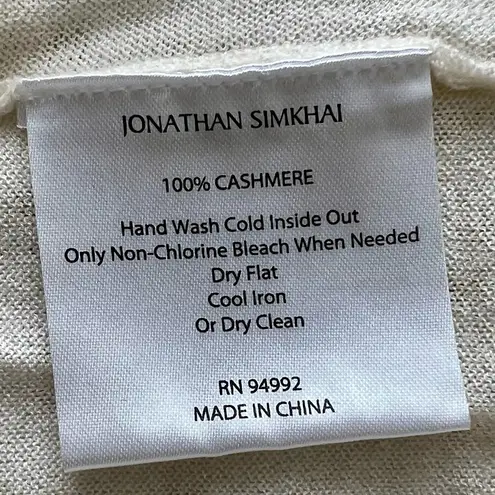 JONATHAN SIMKHAI
100% CASHMERE
Hand Wash Cold Inside Out
Only Non-Chlorine Bleach When Needed
Dry Flat
Cool Iron
Or Dry Clean
RN 94992
MADE IN CHINA